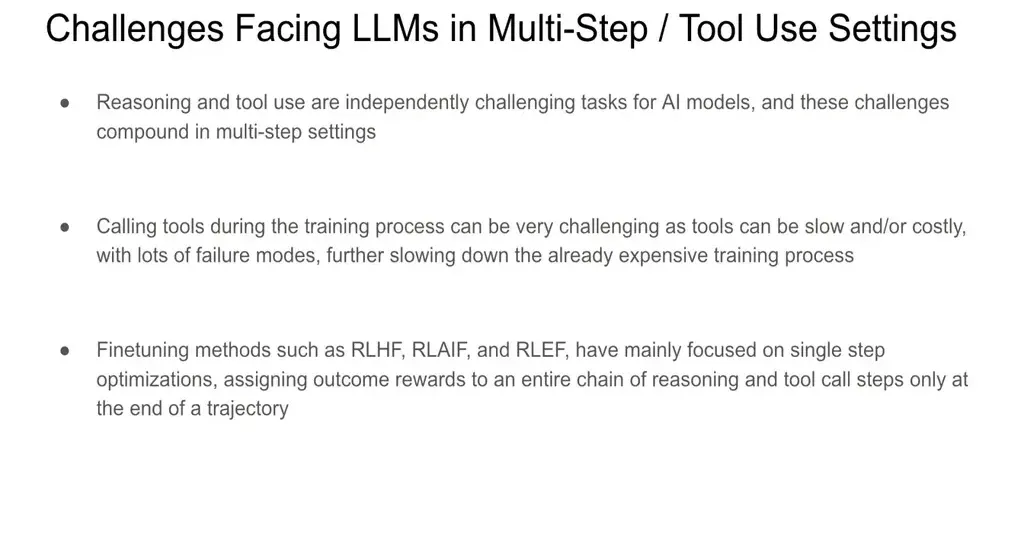 Challenges Facing LLMs in Multi-Step / Tool Use Settings
● Reasoning and tool use are independently challenging tasks for AI models, and these challenges
compound in multi-step settings
● Calling tools during the training process can be very challenging as tools can be slow and/or costly,
with lots of failure modes, further slowing down the already expensive training process
● Finetuning methods such as RLHF, RLAIF, and RLEF, have mainly focused on single step
optimizations, assigning outcome rewards to an entire chain of reasoning and tool call steps only at
the end of a trajectory